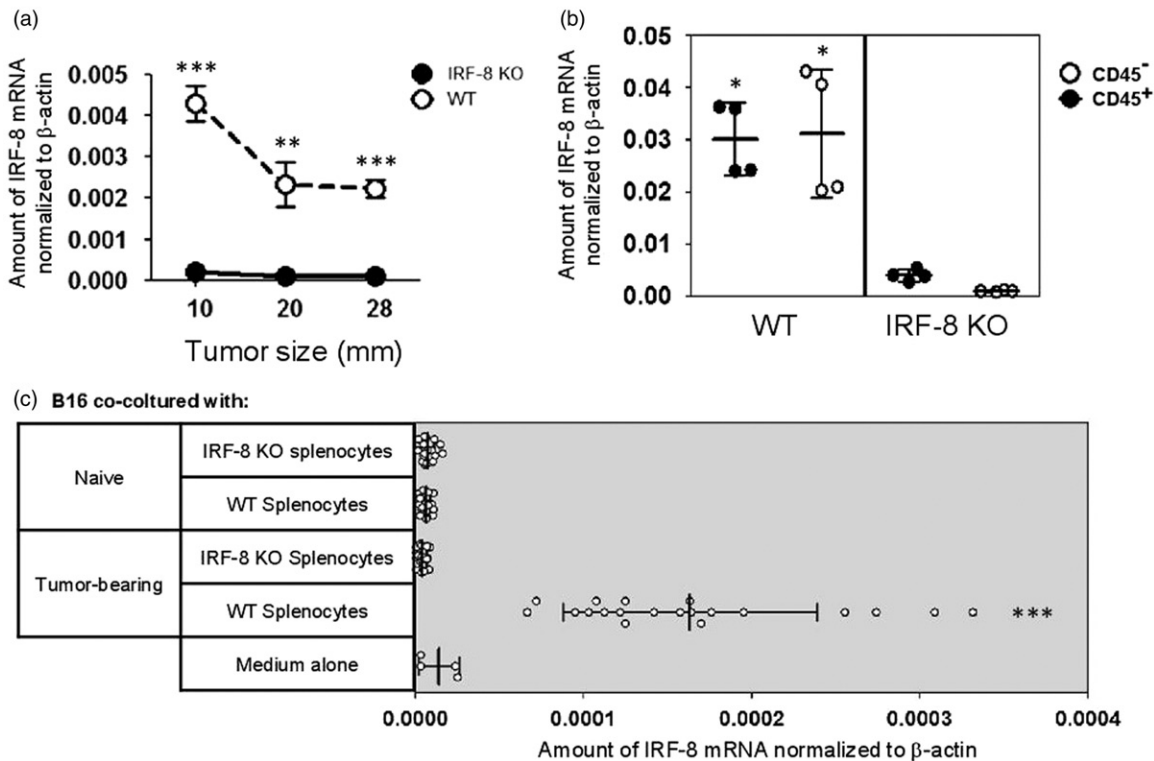 (a)
Amount of IRF-8 mRNA
normalized to β-actin
0.005
0.004
0.003
0.002
0.001
0.000
***
**
***
10 20 28
Tumor size (mm)
IRF-8 KO
WT
(b)
Amount of IRF-8 mRNA
normalized to β-actin
0.05
0.04
0.03
0.02
0.01
0.00
*
*
WT IRF-8 KO
CD45-
CD45+
(c) B16 co-coltured with:
Naive
IRF-8 KO splenocytes
WT Splenocytes
Tumor-bearing
IRF-8 KO Splenocytes
WT Splenocytes
***
Medium alone
0.0000 0.0001 0.0002 0.0003 0.0004
Amount of IRF-8 mRNA normalized to β-actin